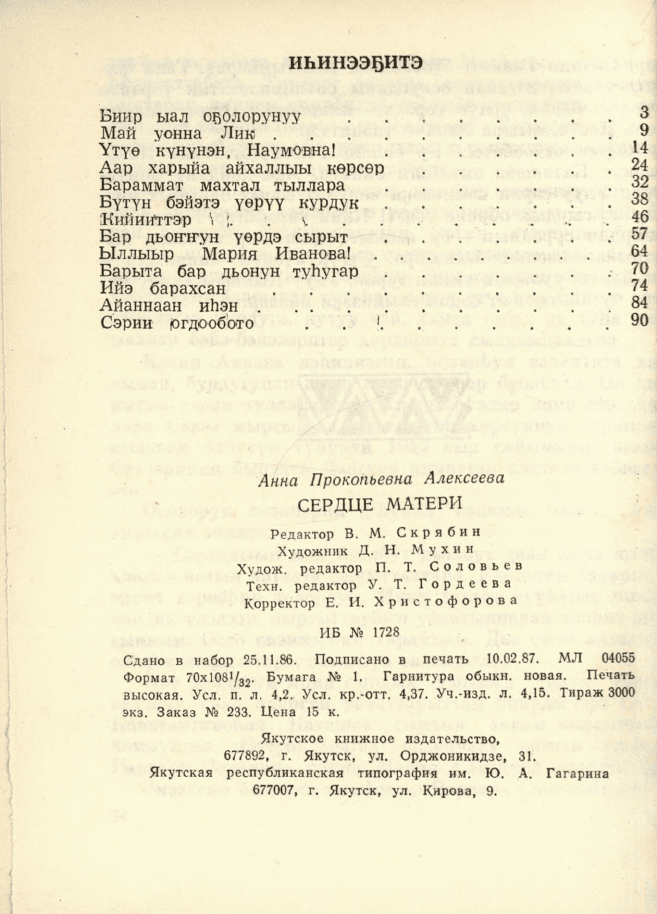 ИҺИНЭЭҔИТЭ
Биир ыал оҕолорунуу . . . . . . 3
Май уонна Лик . . . . . . . 9
Үтүө күнүнэн, Наумовна! . . . . . 14
Аар харыйа айхаллыы көрсөр . . . . 24
Бараммат махтал тыллара . . . . . 32
Бүтүн бэйэтэ үөрүү курдук . . . . . 38
Кийииттэр . . . . . . . . 46
Бар дьоҥҥун үөрдэ сырыт . . . . . 57
Ыллыыр Мария Иванова! . . . . . 64
Барыта бар дьонун туһугар . . . . . 70
Ийэ барахсан . . . . . . . 74
Айаннаан иһэн . . . . . . . . 84
Сэрии огдообото . . . . . . . 90
Анна Прокопьевна Алексеева
СЕРДЦЕ МАТЕРИ
Редактор В. М. Скрябин
Художник Д. Н. Мухин
Худож. редактор П. Т. Соловьев
Техн. редактор У. Т. Гордеева
Корректор Е. И. Христофорова
ИБ № 1728
Сдано в набор 25.11.86. Подписано в печать 10.02.87. МЛ 04055
Формат 70х108¹/₃₂. Бумага № 1. Гарнитура обыкн. новая. Печать
высокая. Усл. п. л. 4,2. Усл. кр.-отт. 4,37. Уч.-изд. л. 4,15. Тираж 3000
экз. Заказ № 233. Цена 15 к.
Якутское книжное издательство,
677892, г. Якутск, ул. Орджоникидзе, 31.
Якутская республиканская типография им. Ю. А. Гагарина
677007, г. Якутск, ул. Кирова, 9.